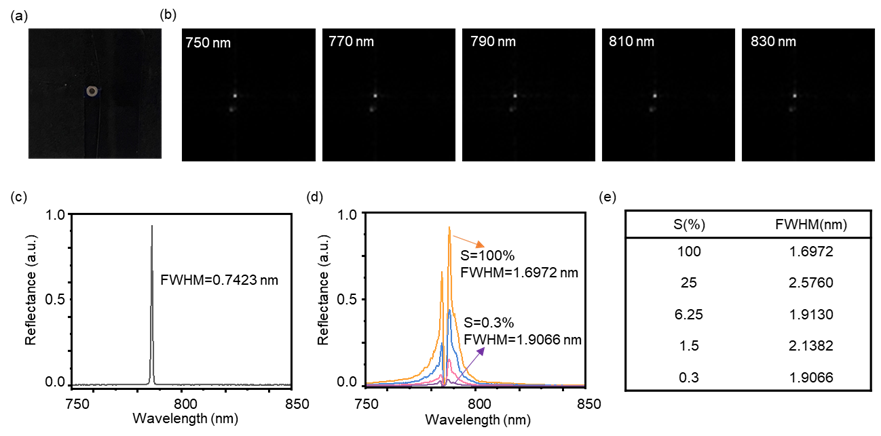 (a)
(b)
750 nm
770 nm
790 nm
810 nm
830 nm
(c)
1.0
0.5
0.0
Reflectance (a.u.)
FWHM=0.7423 nm
750
800
850
Wavelength (nm)
(d)
1.0
0.5
0.0
Reflectance (a.u.)
S=100%
FWHM=1.6972 nm
S=0.3%
FWHM=1.9066 nm
750
800
850
Wavelength (nm)
(e)
S(%) FWHM(nm)
100 1.6972
25 2.5760
6.25 1.9130
1.5 2.1382
0.3 1.9066